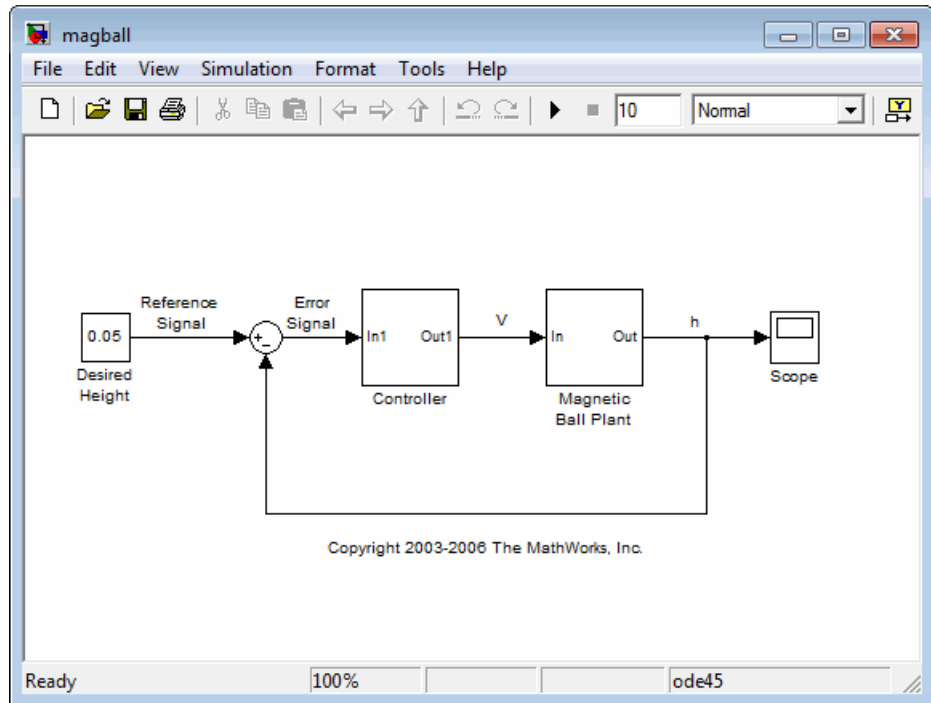 magball
File Edit View Simulation Format Tools Help
10 Normal
Reference
Signal
Error
Signal
0.05
+
-
In1 Out1
V
In Out
h
Desired
Height
Controller
Magnetic
Ball Plant
Scope
Copyright 2003-2006 The MathWorks, Inc.
Ready 100% ode45